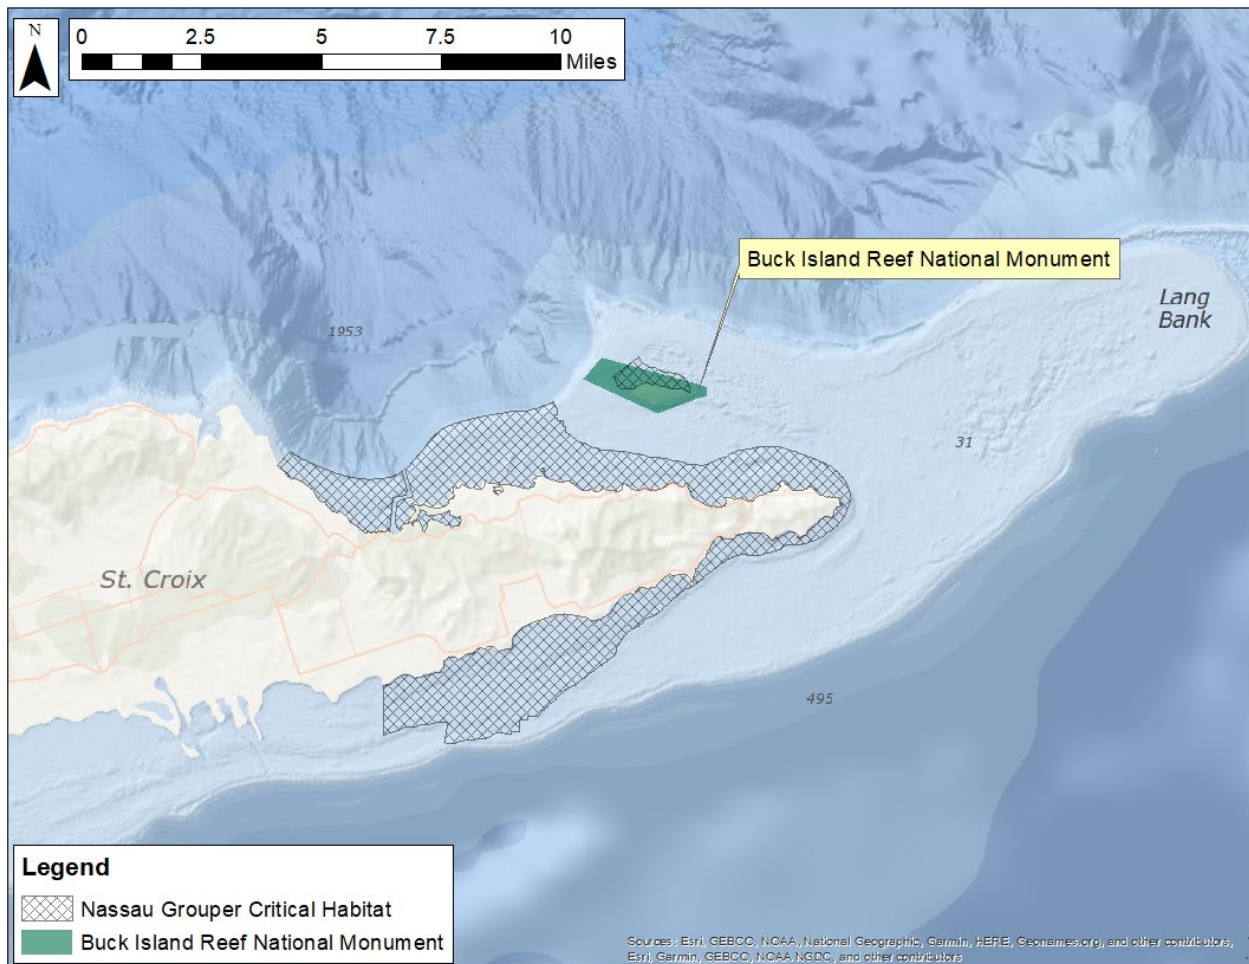 N
0 2.5 5 7.5 10
Miles
Buck Island Reef National Monument
Lang
Bank
1953
31
St. Croix
495
Legend
Nassau Grouper Critical Habitat
Buck Island Reef National Monument
Sources: Esri, GEBCO, NOAA, National Geographic, Garmin, HERE, Geonames.org, and other contributors,
Esri, Garmin, GEBCO, NOAA NGDC, and other contributors